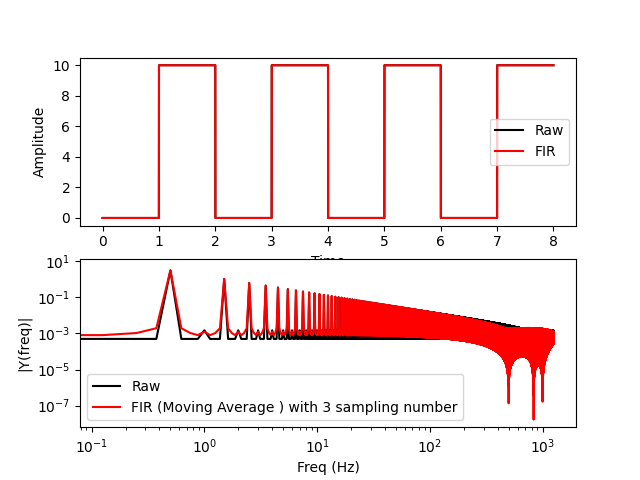 10
8
6
4
2
0
Amplitude
Raw
FIR
0 1 2 3 4 5 6 7 8
10¹
10⁻¹
10⁻³
10⁻⁵
10⁻⁷
|Y(freq)|
Raw
FIR (Moving Average ) with 3 sampling number
10⁻¹ 10⁰ 10¹ 10² 10³
Freq (Hz)